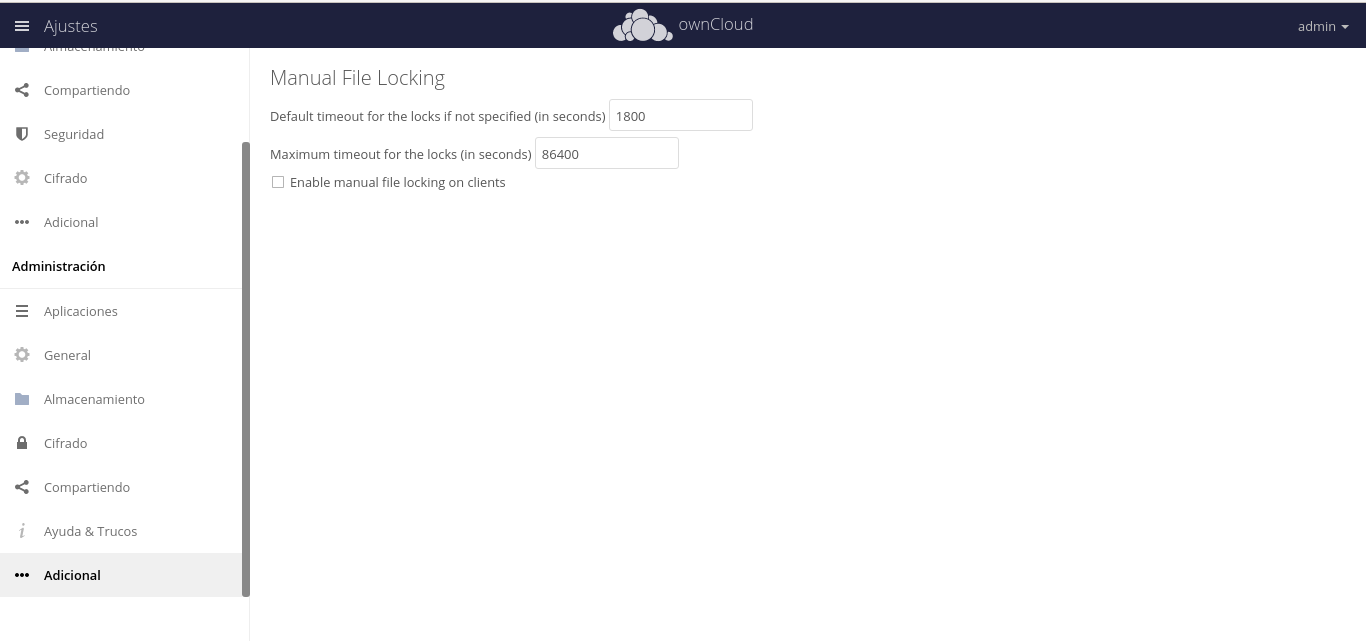 Ajustes
ownCloud
admin
Almacenamiento
Compartiendo
Seguridad
Cifrado
Adicional
Administración
Aplicaciones
General
Almacenamiento
Cifrado
Compartiendo
Ayuda & Trucos
Adicional
Manual File Locking
Default timeout for the locks if not specified (in seconds) 1800
Maximum timeout for the locks (in seconds) 86400
Enable manual file locking on clients